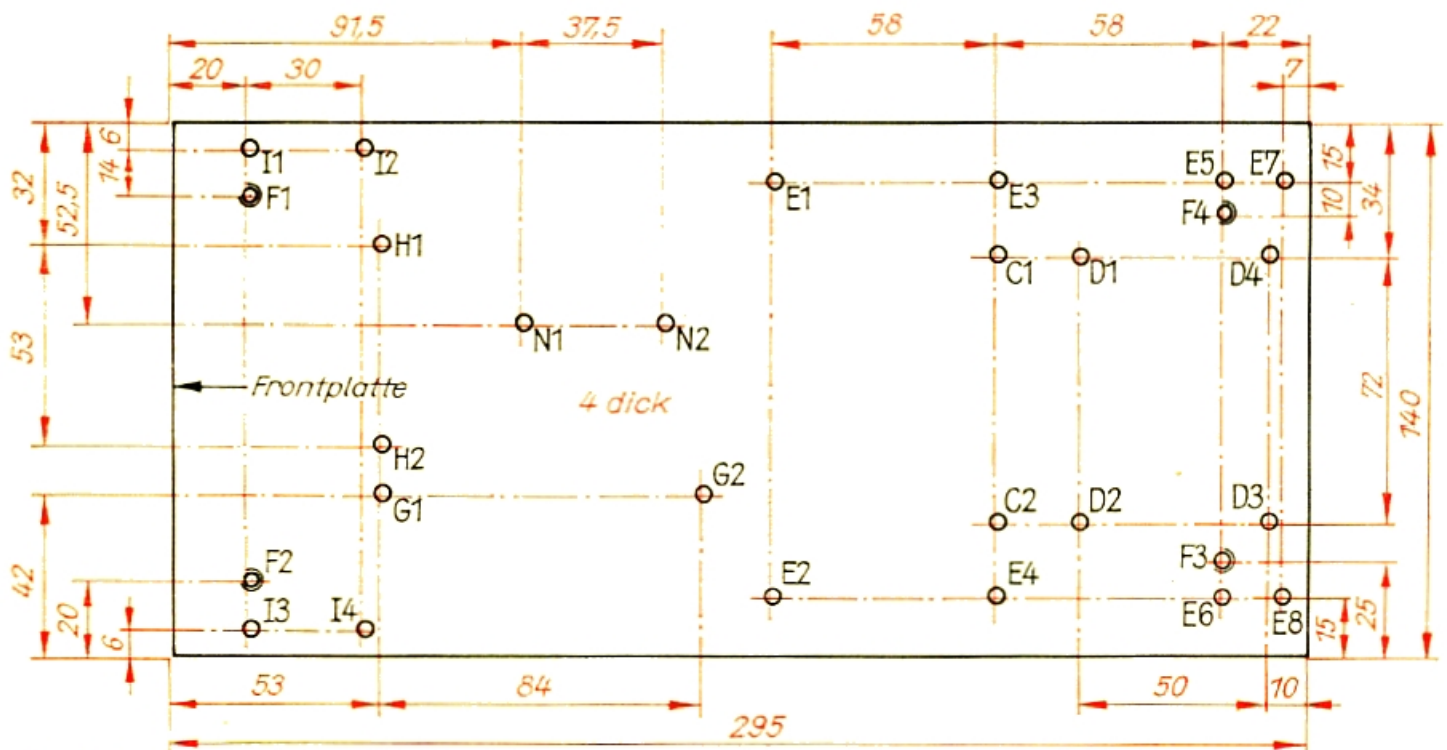 91,5 37,5 58 58 22
20 30 7
6 14 32 52,5 53 42 20 6
15 10 34 72 140 25 15
I1 I2
F1
E1 E3 E5 E7
F4
H1
C1 D1 D4
N1 N2
Frontplatte
4 dick
H2
G1 G2
C2 D2 D3
F2 F3
E2 E4 E6 E8
I3 I4
53 84 50 10
295